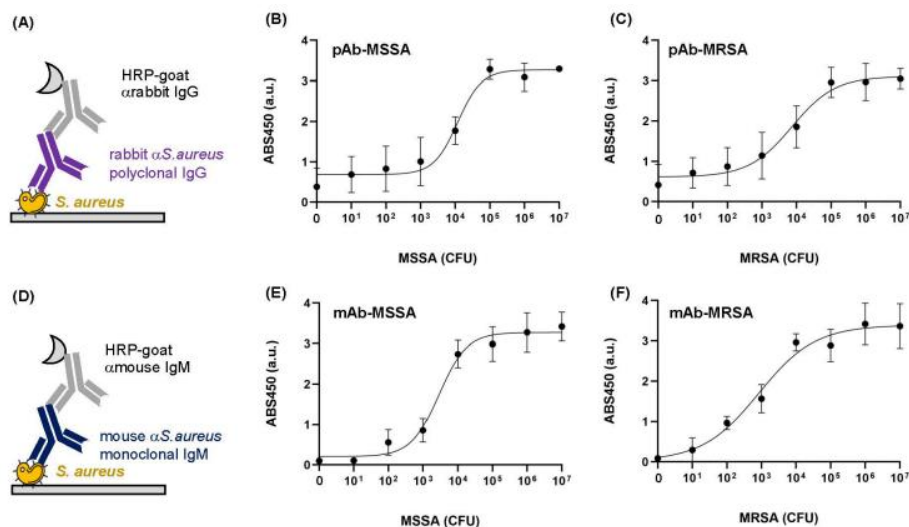 (A)
HRP-goat
αrabbit IgG
rabbit αS.aureus
polyclonal IgG
S. aureus
(B)
pAb-MSSA
ABS450 (a.u.)
4
3
2
1
0
0 10¹ 10² 10³ 10⁴ 10⁵ 10⁶ 10⁷
MSSA (CFU)
(C)
pAb-MRSA
ABS450 (a.u.)
4
3
2
1
0
0 10¹ 10² 10³ 10⁴ 10⁵ 10⁶ 10⁷
MRSA (CFU)
(D)
HRP-goat
αmouse IgM
mouse αS.aureus
monoclonal IgM
S. aureus
(E)
mAb-MSSA
ABS450 (a.u.)
4
3
2
1
0
0 10¹ 10² 10³ 10⁴ 10⁵ 10⁶ 10⁷
MSSA (CFU)
(F)
mAb-MRSA
ABS450 (a.u.)
4
3
2
1
0
0 10¹ 10² 10³ 10⁴ 10⁵ 10⁶ 10⁷
MRSA (CFU)